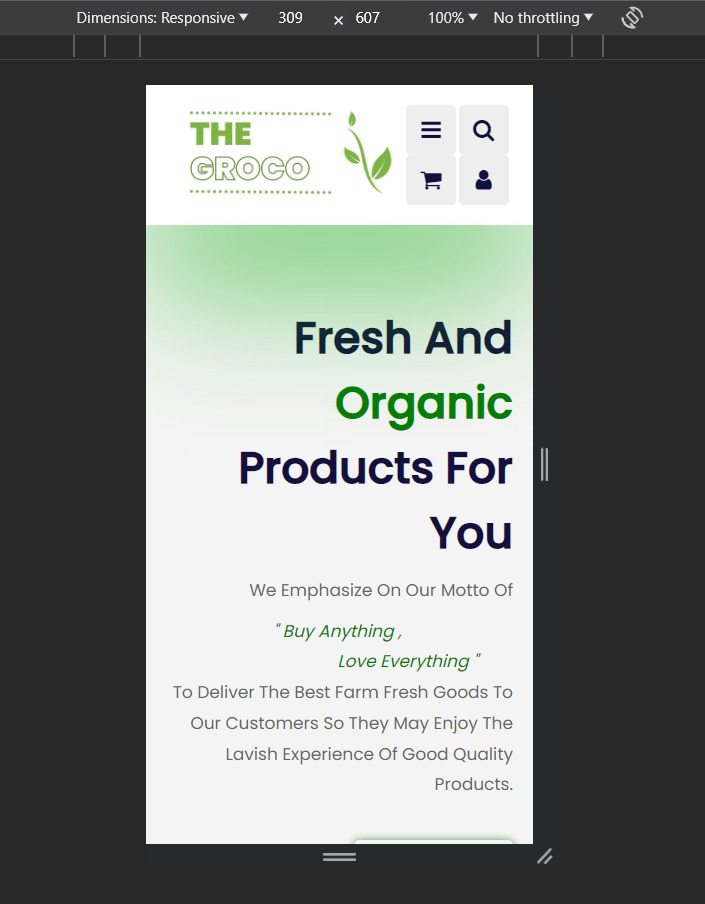 Dimensions: Responsive 309 × 607 100% No throttling
THE
GROCO
Fresh And
Organic
Products For
You
We Emphasize On Our Motto Of
" Buy Anything ,
Love Everything "
To Deliver The Best Farm Fresh Goods To
Our Customers So They May Enjoy The
Lavish Experience Of Good Quality
Products.